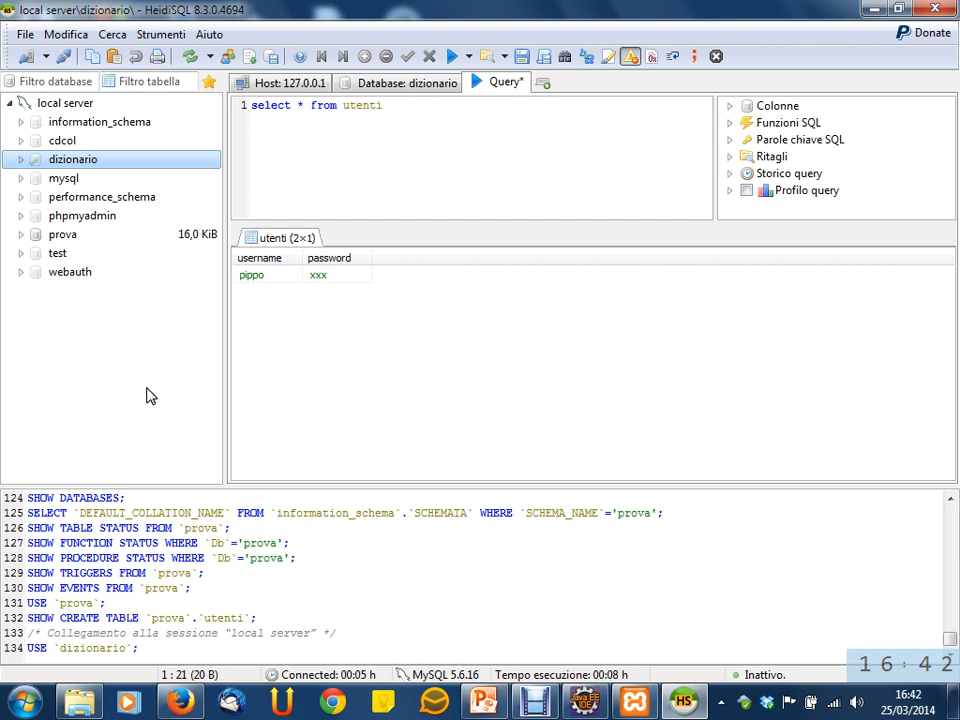 local server\dizionario\ - HeidiSQL 8.3.0.4694
File Modifica Cerca Strumenti Aiuto
Donate
Filtro database Filtro tabella
Host: 127.0.0.1 Database: dizionario Query*
local server
information_schema
cdcol
dizionario
mysql
performance_schema
phpmyadmin
prova 16,0 KiB
test
webauth
1 select * from utenti
Colonne
Funzioni SQL
Parole chiave SQL
Ritagli
Storico query
Profilo query
utenti (2×1)
username password
pippo xxx
124 SHOW DATABASES;
125 SELECT `DEFAULT_COLLATION_NAME` FROM `information_schema`.`SCHEMATA` WHERE `SCHEMA_NAME`='prova';
126 SHOW TABLE STATUS FROM `prova`;
127 SHOW FUNCTION STATUS WHERE `Db`='prova';
128 SHOW PROCEDURE STATUS WHERE `Db`='prova';
129 SHOW TRIGGERS FROM `prova`;
130 SHOW EVENTS FROM `prova`;
131 USE `prova`;
132 SHOW CREATE TABLE `prova`.`utenti`;
133 /* Collegamento alla sessione “local server” */
134 USE `dizionario`;
1 : 21 (20 B) Connected: 00:05 h MySQL 5.6.16 Tempo esecuzione: 00:08 h Inattivo.
16:42
16:42
25/03/2014